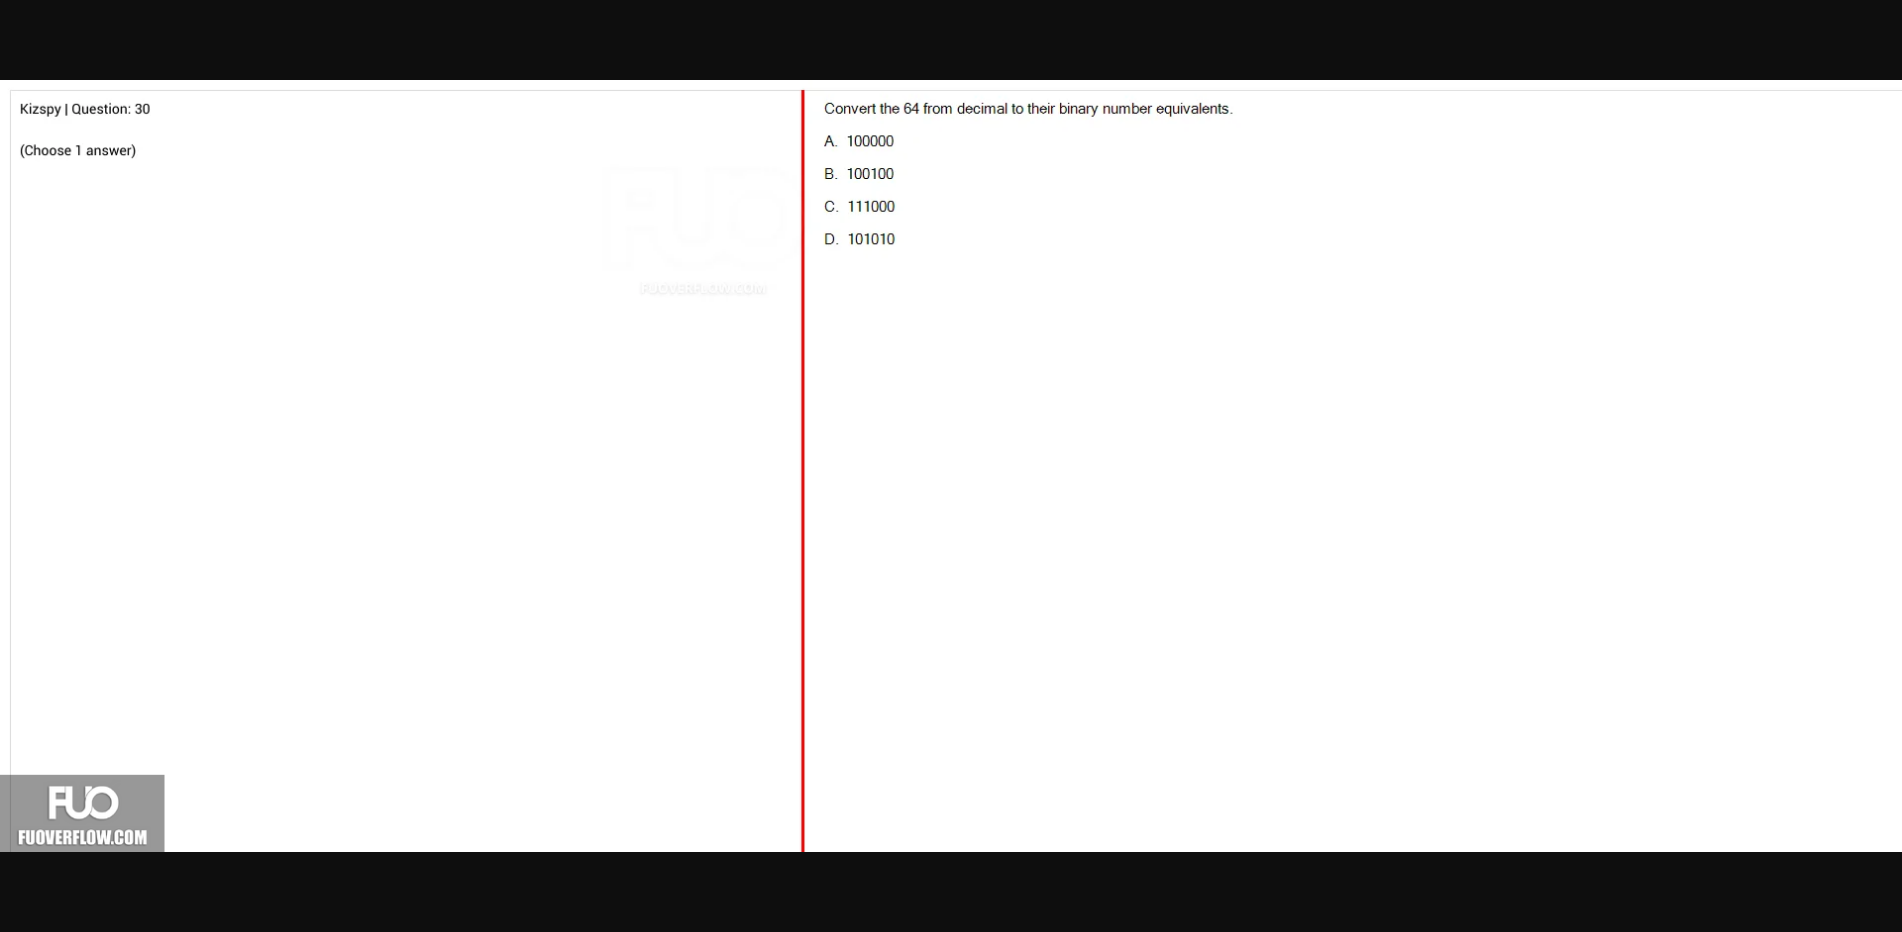 Kizspy | Question: 30
(Choose 1 answer)
Convert the 64 from decimal to their binary number equivalents.
A. 100000
B. 100100
C. 111000
D. 101010
FUO
FUOVERFLOW.COM
FUO
FUOVERFLOW.COM